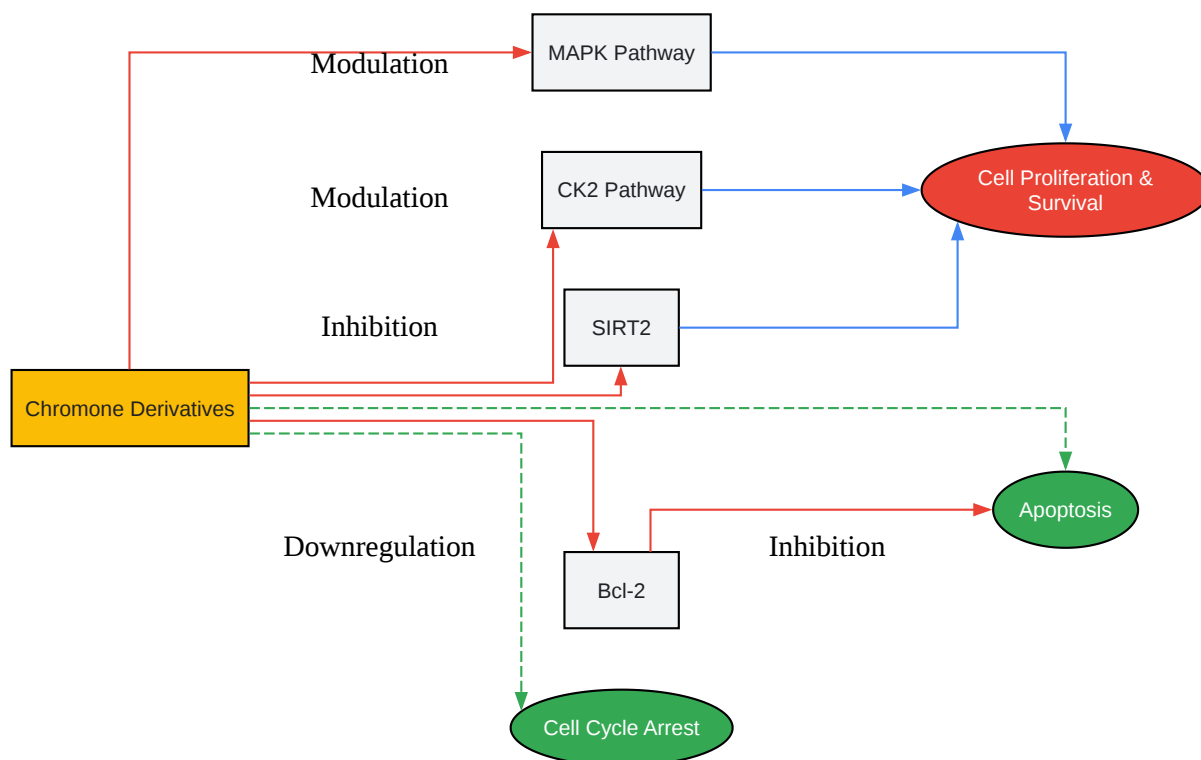 MAPK Pathway
Modulation
Cell Proliferation &
Survival
CK2 Pathway
Modulation
Inhibition
SIRT2
Chromone Derivatives
Apoptosis
Downregulation
Inhibition
Bcl-2
Cell Cycle Arrest